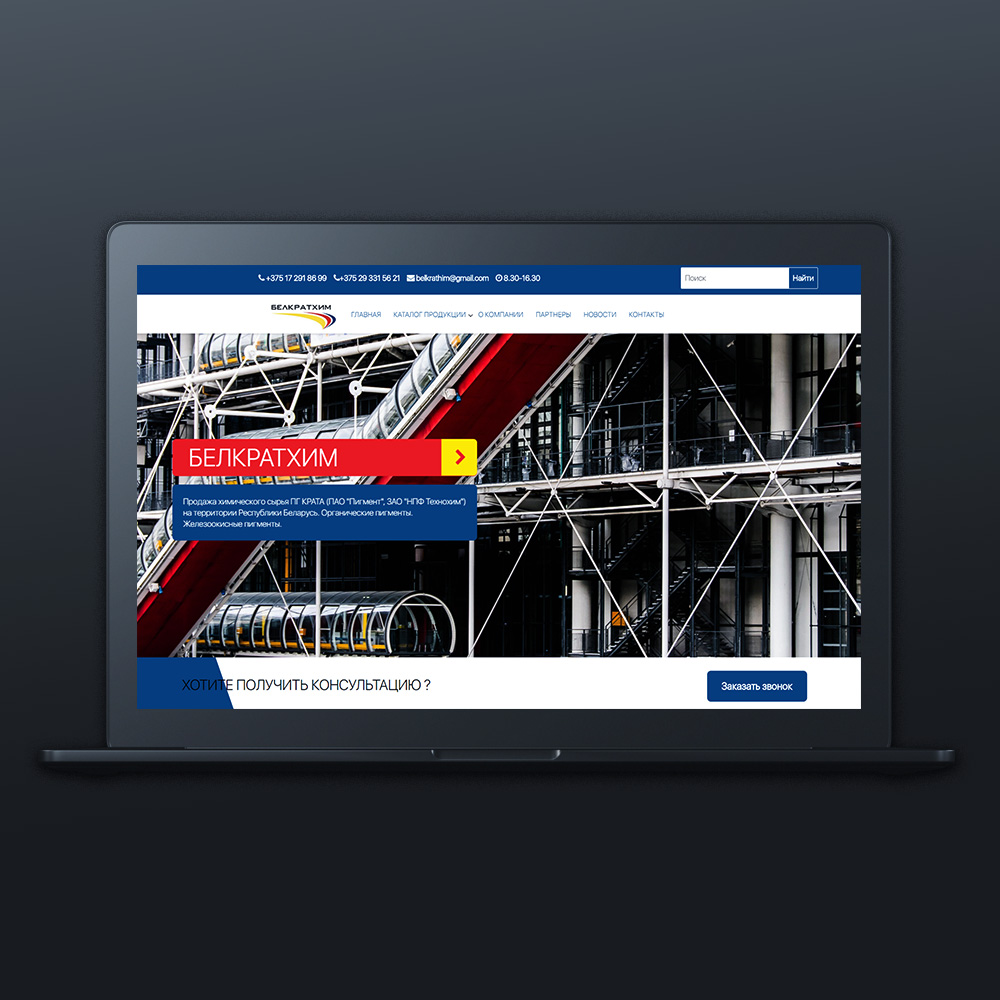 +375 17 291 86 99 +375 29 331 56 21 belkrathim@gmail.com 8.30-16.30 Поиск Найти
БЕЛКРАТХИМ ГЛАВНАЯ КАТАЛОГ ПРОДУКЦИИ О КОМПАНИИ ПАРТНЕРЫ НОВОСТИ КОНТАКТЫ
БЕЛКРАТХИМ
Продажа химического сырья ПГ КРАТА (ПАО "Пигмент", ЗАО "НПФ Технохим")
на территории Республики Беларусь. Органические пигменты.
Железоокисные пигменты.
ХОТИТЕ ПОЛУЧИТЬ КОНСУЛЬТАЦИЮ ? Заказать звонок